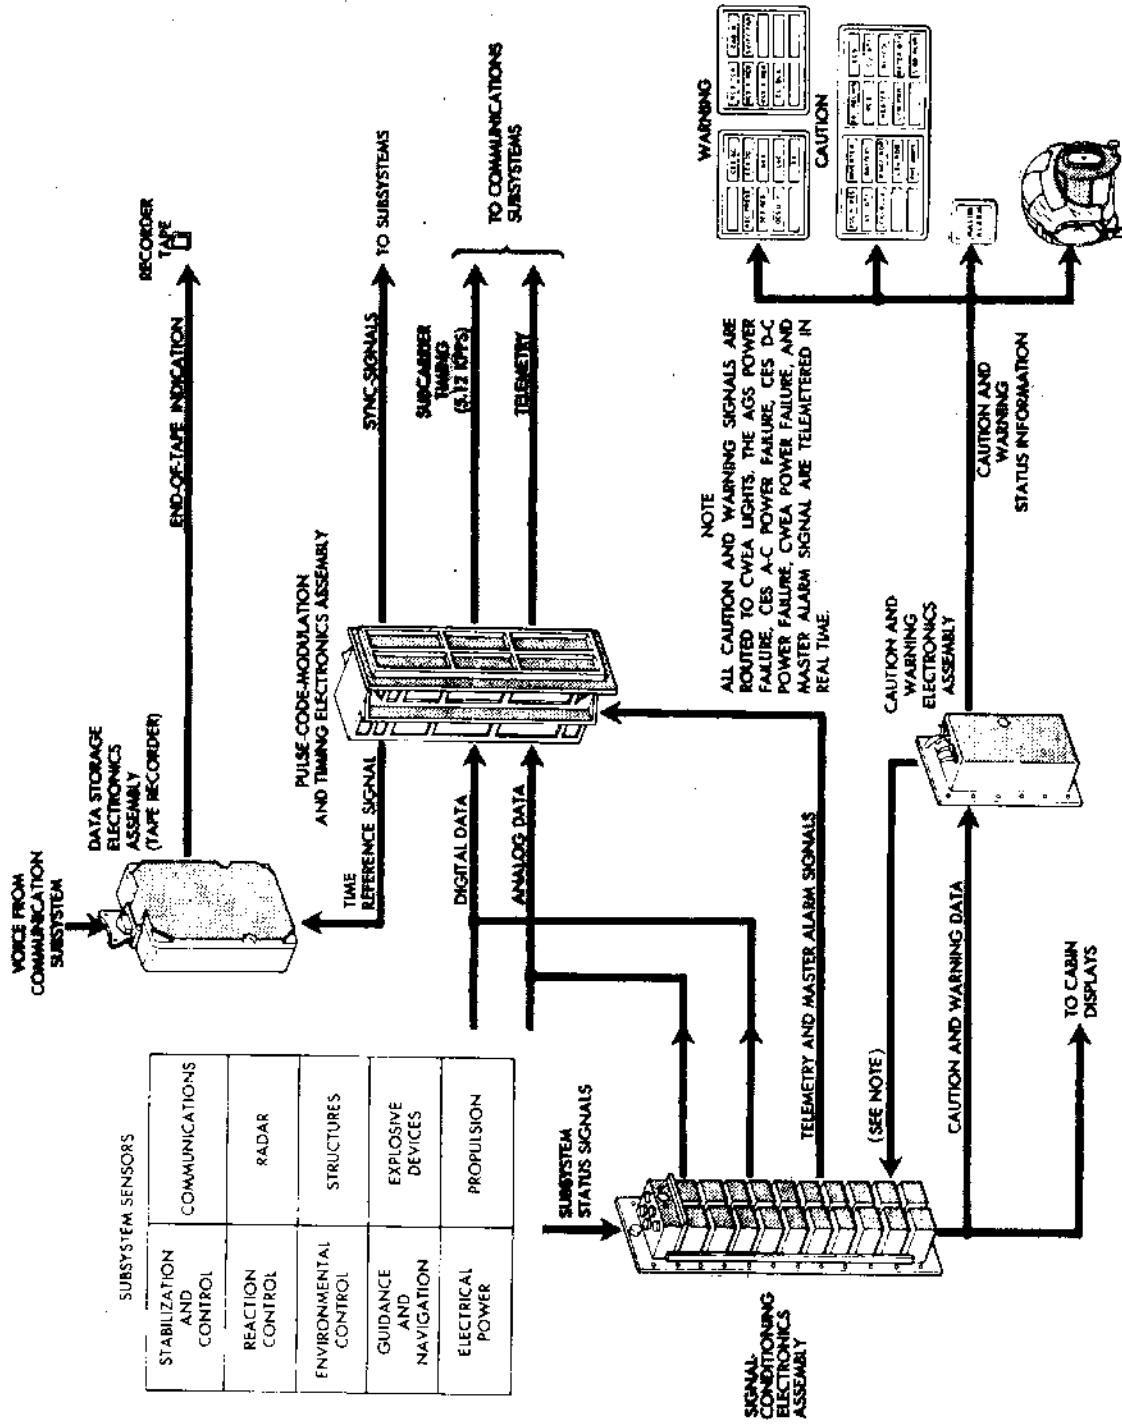 SUBSYSTEM SENSORS
STABILIZATION
AND
CONTROL
COMMUNICATIONS
REACTION
CONTROL
RADAR
ENVIRONMENTAL
CONTROL
STRUCTURES
GUIDANCE
AND
NAVIGATION
EXPLOSIVE
DEVICES
ELECTRICAL
POWER
PROPULSION
VOICE FROM
COMMUNICATION
SUBSYSTEM
DATA STORAGE
ELECTRONICS
ASSEMBLY
(TAPE RECORDER)
END-OF-TAPE INDICATION
RECORDER
TAPE
TIME
REFERENCE SIGNAL
PULSE-CODE-MODULATION
AND TIMING ELECTRONICS ASSEMBLY
SYNC-SIGNALS
TO SUBSYSTEMS
DIGITAL DATA
SUBCARRIER
TIMING
(5.12 KPPS)
ANALOG DATA
TELEMETRY
TO COMMUNICATIONS
SUBSYSTEMS
SUBSYSTEM
STATUS SIGNALS
SIGNAL-
CONDITIONING
ELECTRONICS
ASSEMBLY
TELEMETRY AND MASTER ALARM SIGNALS
(SEE NOTE)
CAUTION AND WARNING DATA
TO CABIN
DISPLAYS
NOTE
ALL CAUTION AND WARNING SIGNALS ARE
ROUTED TO CWEA LIGHTS. THE AGS POWER
FAILURE, CES A-C POWER FAILURE, CES D-C
POWER FAILURE, CWEA POWER FAILURE, AND
MASTER ALARM SIGNAL ARE TELEMETERED IN
REAL TIME.
CAUTION AND
WARNING
ELECTRONICS
ASSEMBLY
CAUTION AND
WARNING
STATUS INFORMATION
WARNING
CAUTION
MASTER
ALARM